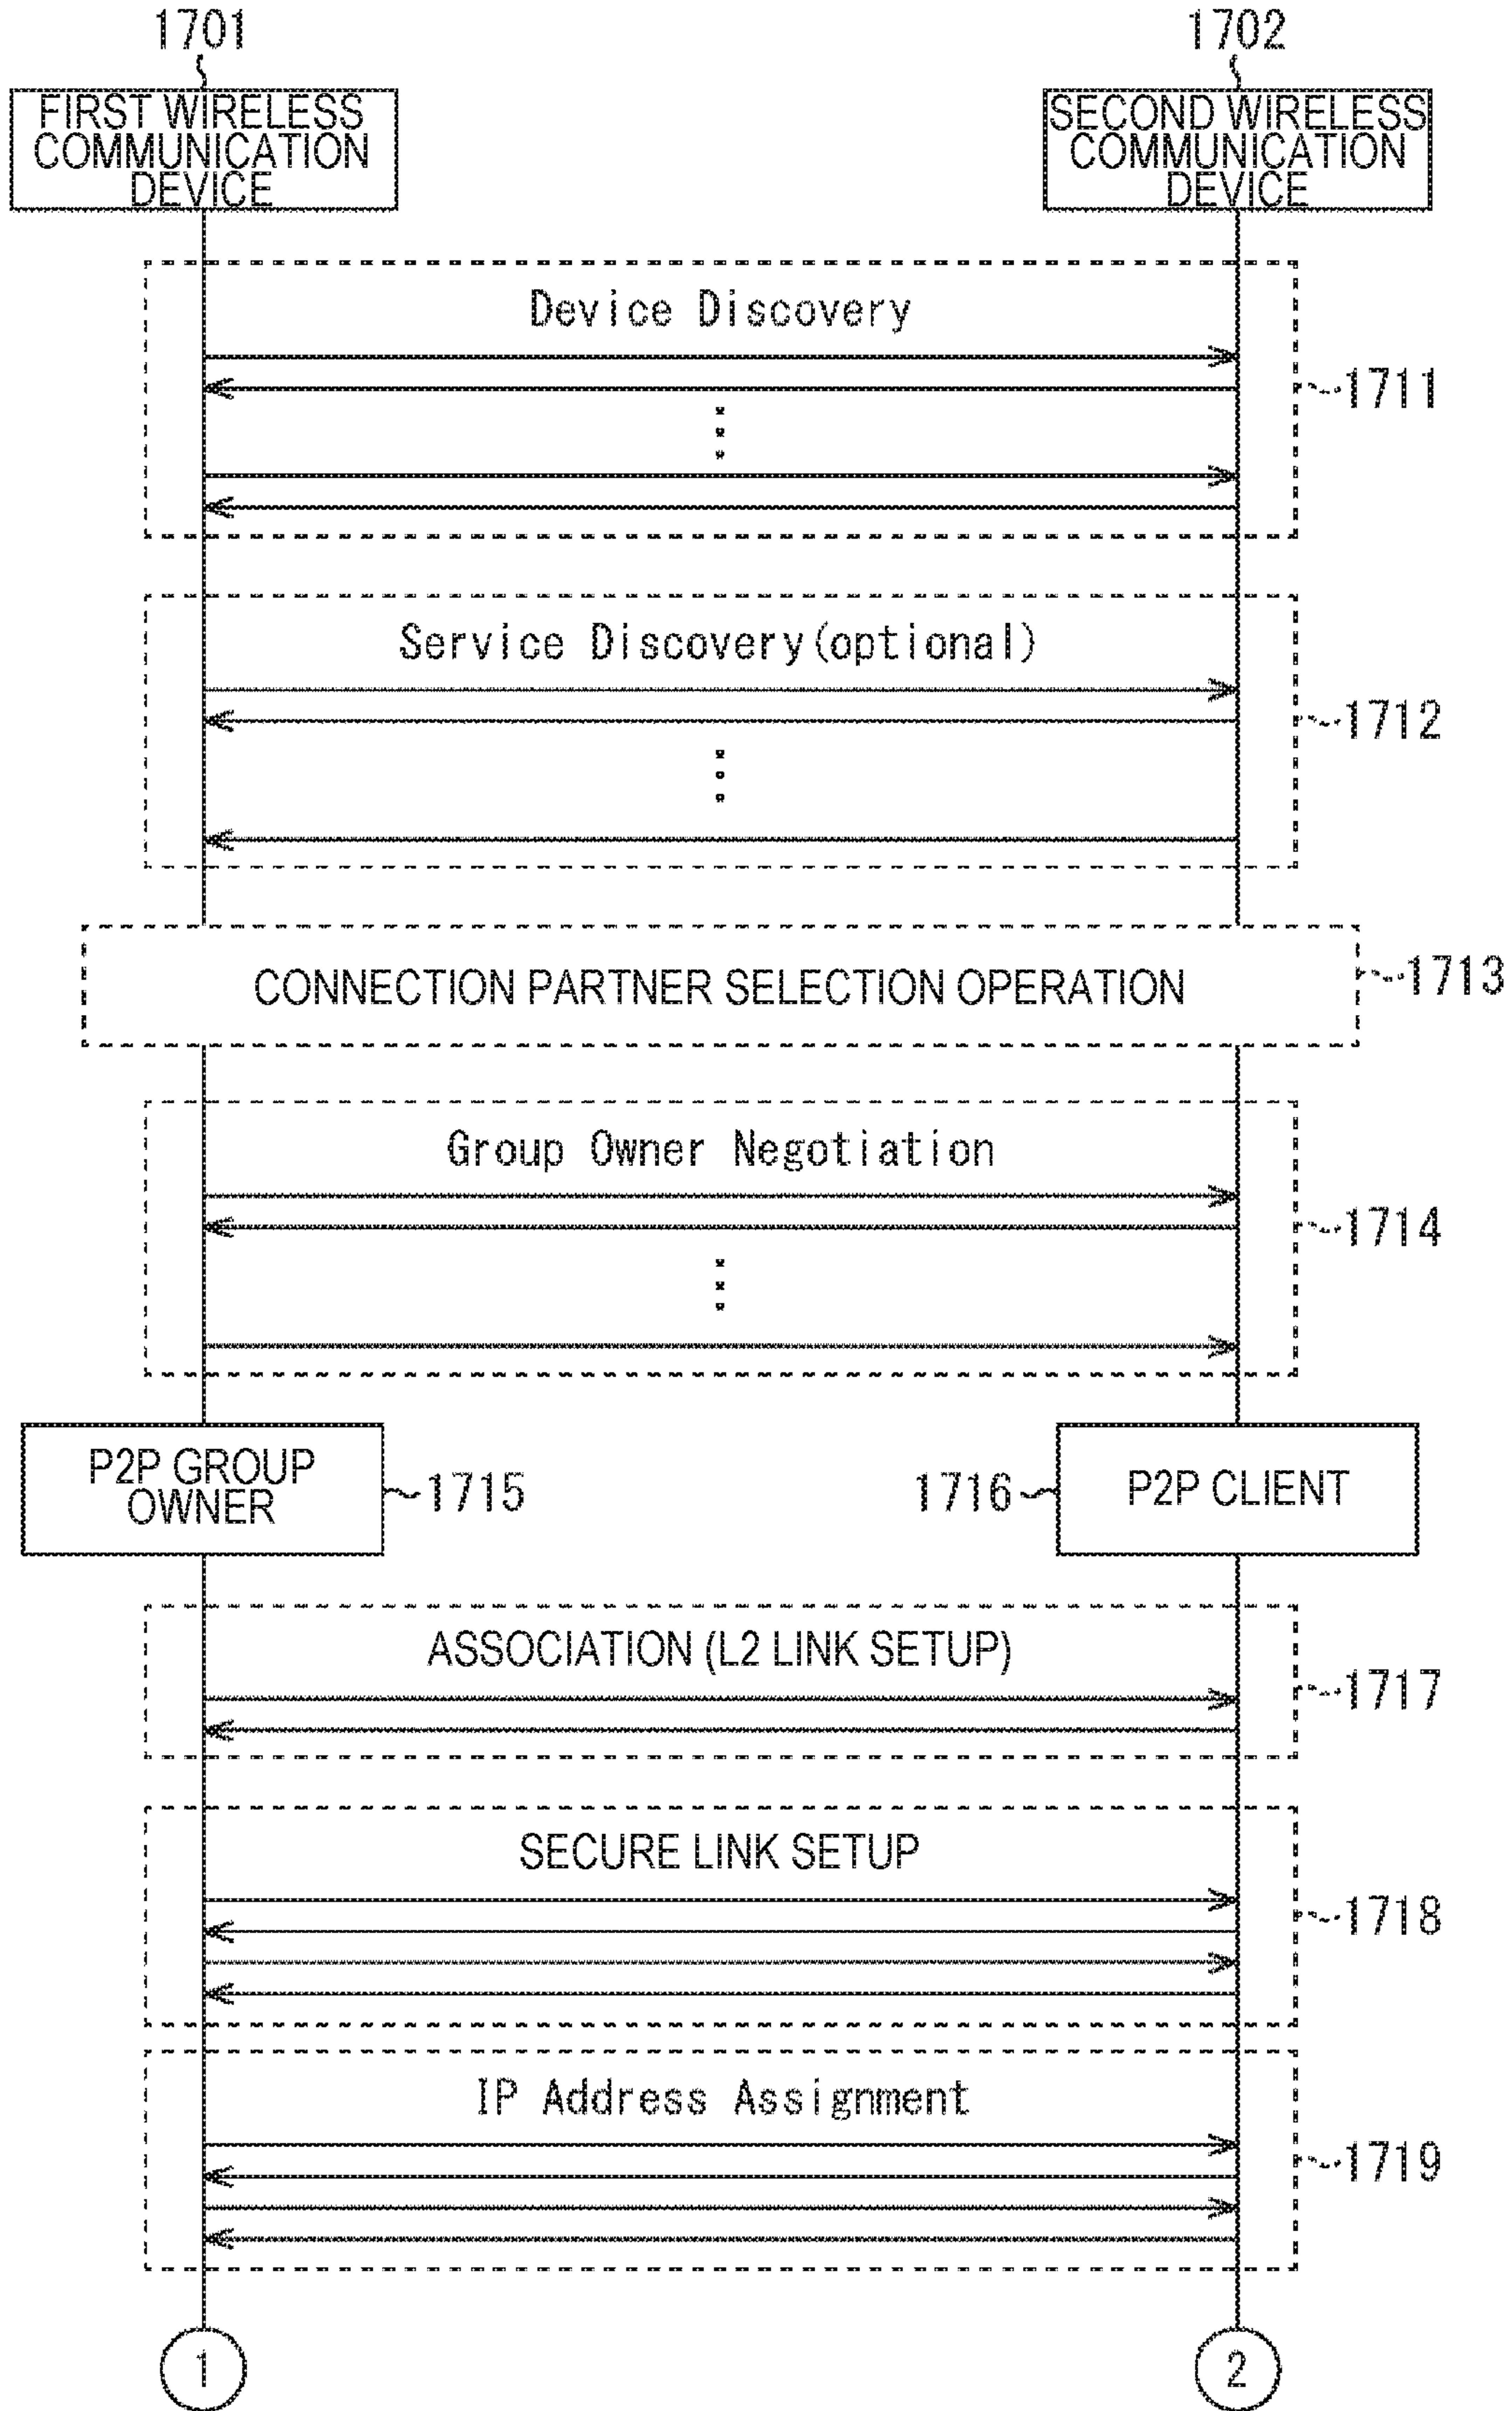 1701
1702
FIRST WIRELESS
COMMUNICATION
DEVICE
SECOND WIRELESS
COMMUNICATION
DEVICE
Device Discovery
1711
Service Discovery(optional)
1712
CONNECTION PARTNER SELECTION OPERATION
1713
Group Owner Negotiation
1714
P2P GROUP
OWNER
1715
1716
P2P CLIENT
ASSOCIATION (L2 LINK SETUP)
1717
SECURE LINK SETUP
1718
IP Address Assignment
1719
1
2